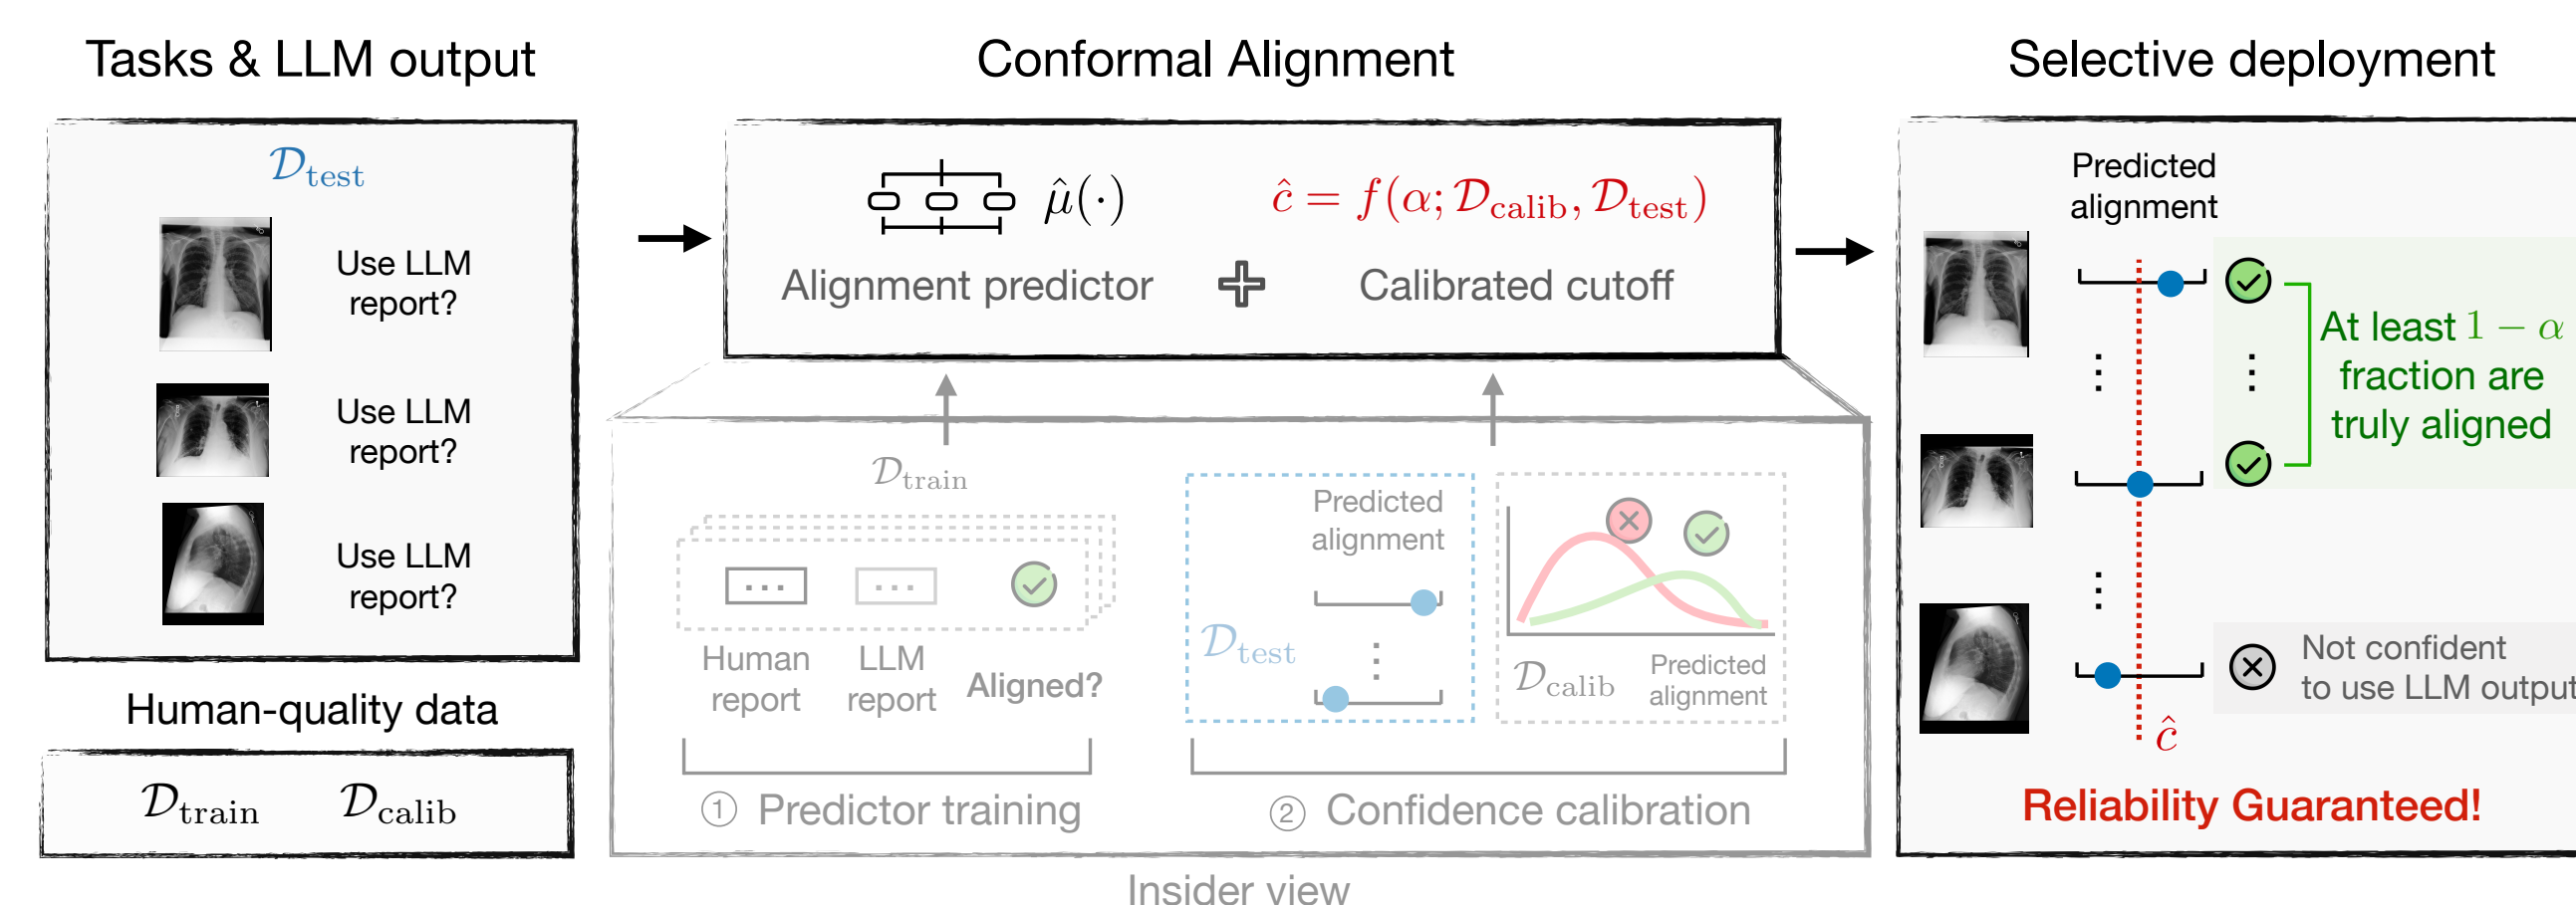 Tasks & LLM output
𝒟test
Use LLM
report?
Use LLM
report?
Use LLM
report?
Human-quality data
𝒟train 𝒟calib
Conformal Alignment
μ̂(·)
ĉ = f(α; 𝒟calib, 𝒟test)
Alignment predictor
Calibrated cutoff
𝒟train
...
...
Human
report
LLM
report
Aligned?
① Predictor training
Predicted
alignment
𝒟test
𝒟calib
Predicted
alignment
② Confidence calibration
Insider view
Selective deployment
Predicted
alignment
At least 1 − α
fraction are
truly aligned
Not confident
to use LLM output
ĉ
Reliability Guaranteed!